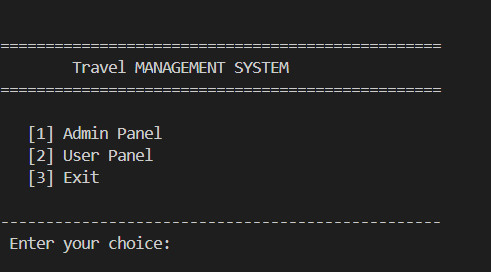 =================================================
Travel MANAGEMENT SYSTEM
=================================================
[1] Admin Panel
[2] User Panel
[3] Exit
-------------------------------------------------
Enter your choice: